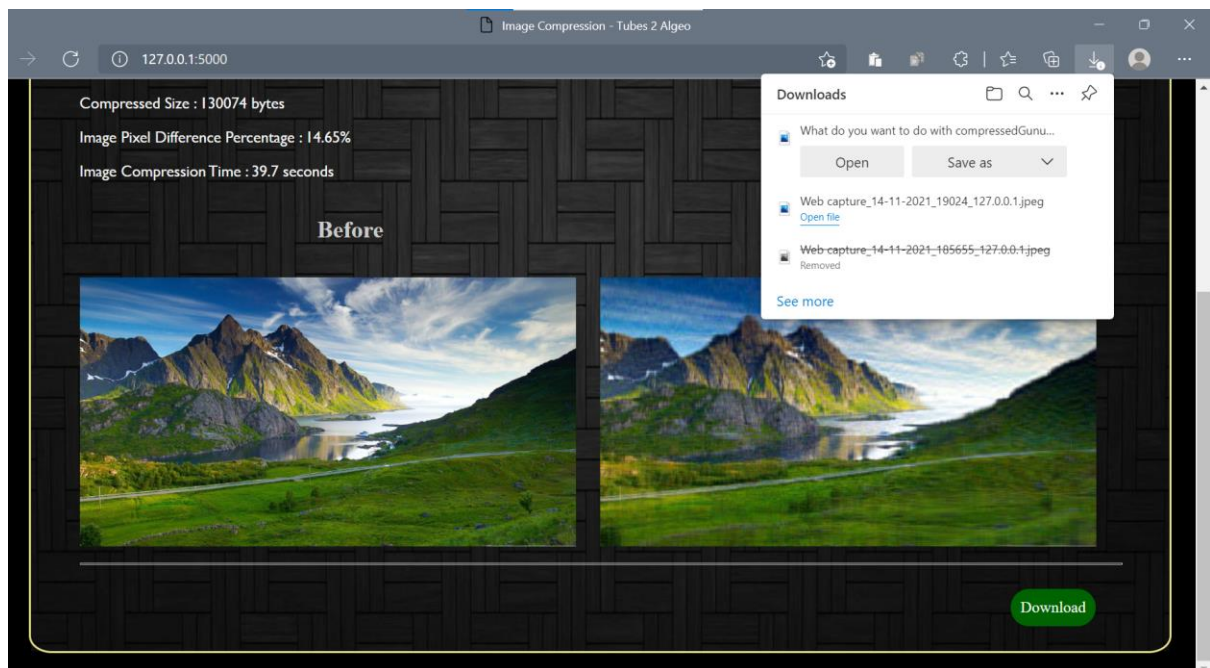 Image Compression - Tubes 2 Algeo
127.0.0.1:5000
Compressed Size : 130074 bytes
Image Pixel Difference Percentage : 14.65%
Image Compression Time : 39.7 seconds
Before
Downloads
What do you want to do with compressedGunu...
Open
Save as
Web capture_14-11-2021_19024_127.0.0.1.jpeg
Open file
Web capture_14-11-2021_185655_127.0.0.1.jpeg
Removed
See more
Download